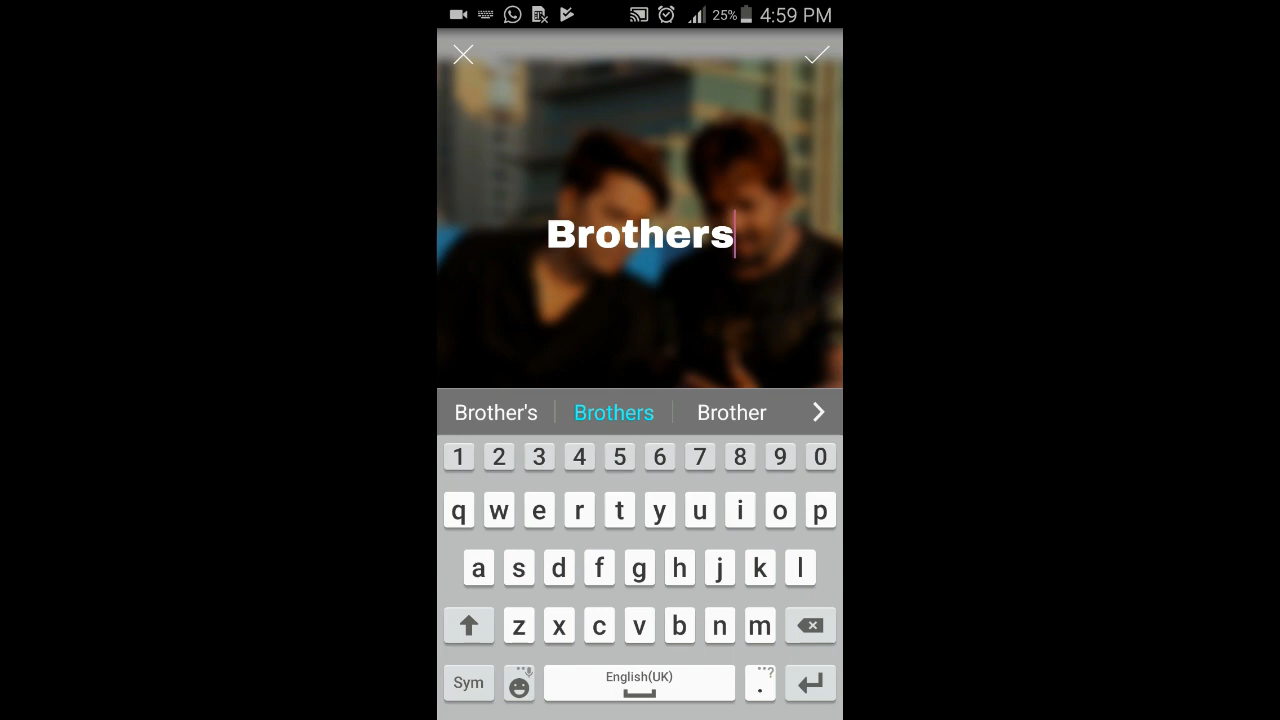 25% 4:59 PM
Brothers
Brother's Brothers Brother
1 2 3 4 5 6 7 8 9 0
q w e r t y u i o p
a s d f g h j k l
z x c v b n m
Sym English(UK) . ...?